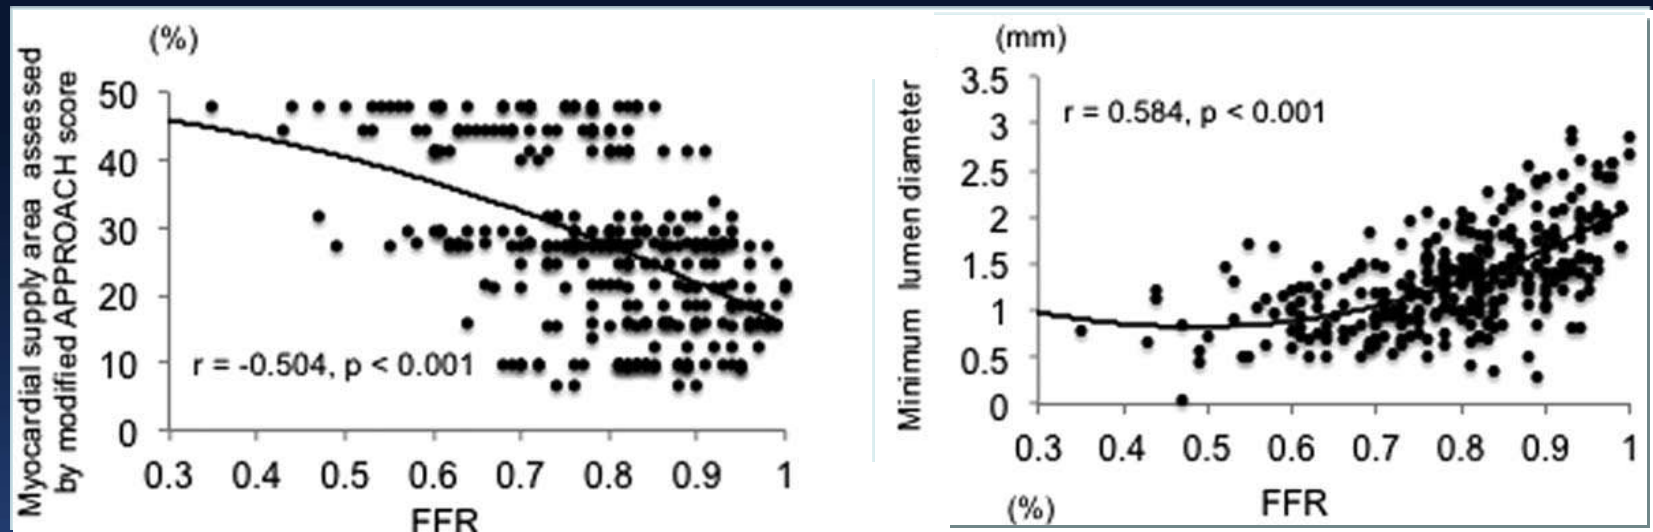 (%)
Myocardial supply area assessed
by modified APPROACH score
50
40
30
20
10
0
r = -0.504, p < 0.001
0.3 0.4 0.5 0.6 0.7 0.8 0.9 1
FFR
(mm)
Minimum lumen diameter
3.5
3
2.5
2
1.5
1
0.5
0
r = 0.584, p < 0.001
0.3 0.4 0.5 0.6 0.7 0.8 0.9 1
(%) FFR